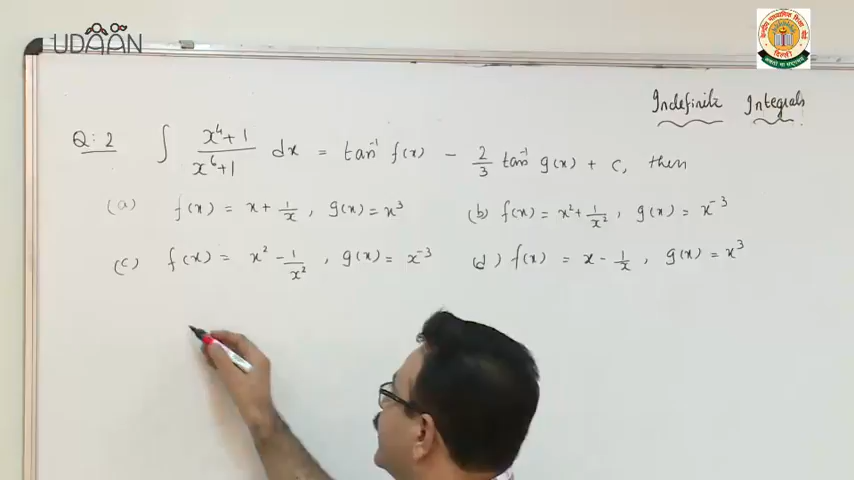 UDAAN
Indefinite Integrals
Q: 2 ∫ (x⁴+1)/(x⁶+1) dx = tan⁻¹ f(x) − 2/3 tan⁻¹ g(x) + c, then
(a) f(x) = x + 1/x, g(x) = x³ (b) f(x) = x² + 1/x², g(x) = x⁻³
(c) f(x) = x² − 1/x², g(x) = x⁻³ (d) f(x) = x − 1/x, g(x) = x³